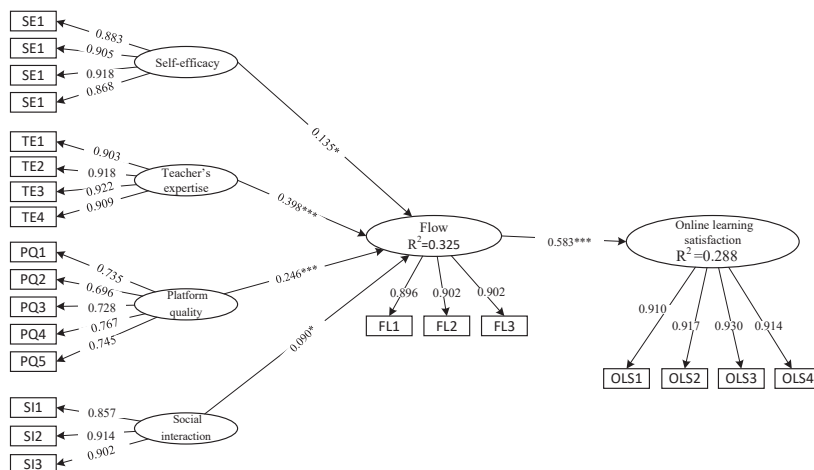 SE1
0.883
SE1
0.905
SE1
0.918
SE1
0.868
Self-efficacy
TE1
0.903
TE2
0.918
TE3
0.922
TE4
0.909
Teacher's
expertise
PQ1
0.735
PQ2
0.696
PQ3
0.728
PQ4
0.767
PQ5
0.745
Platform
quality
SI1
0.857
SI2
0.914
SI3
0.902
Social
interaction
0.135*
0.398***
0.246***
0.090*
Flow
R²=0.325
0.896
0.902
0.902
FL1
FL2
FL3
0.583***
Online learning
satisfaction
R²=0.288
0.910
0.917
0.930
0.914
OLS1
OLS2
OLS3
OLS4